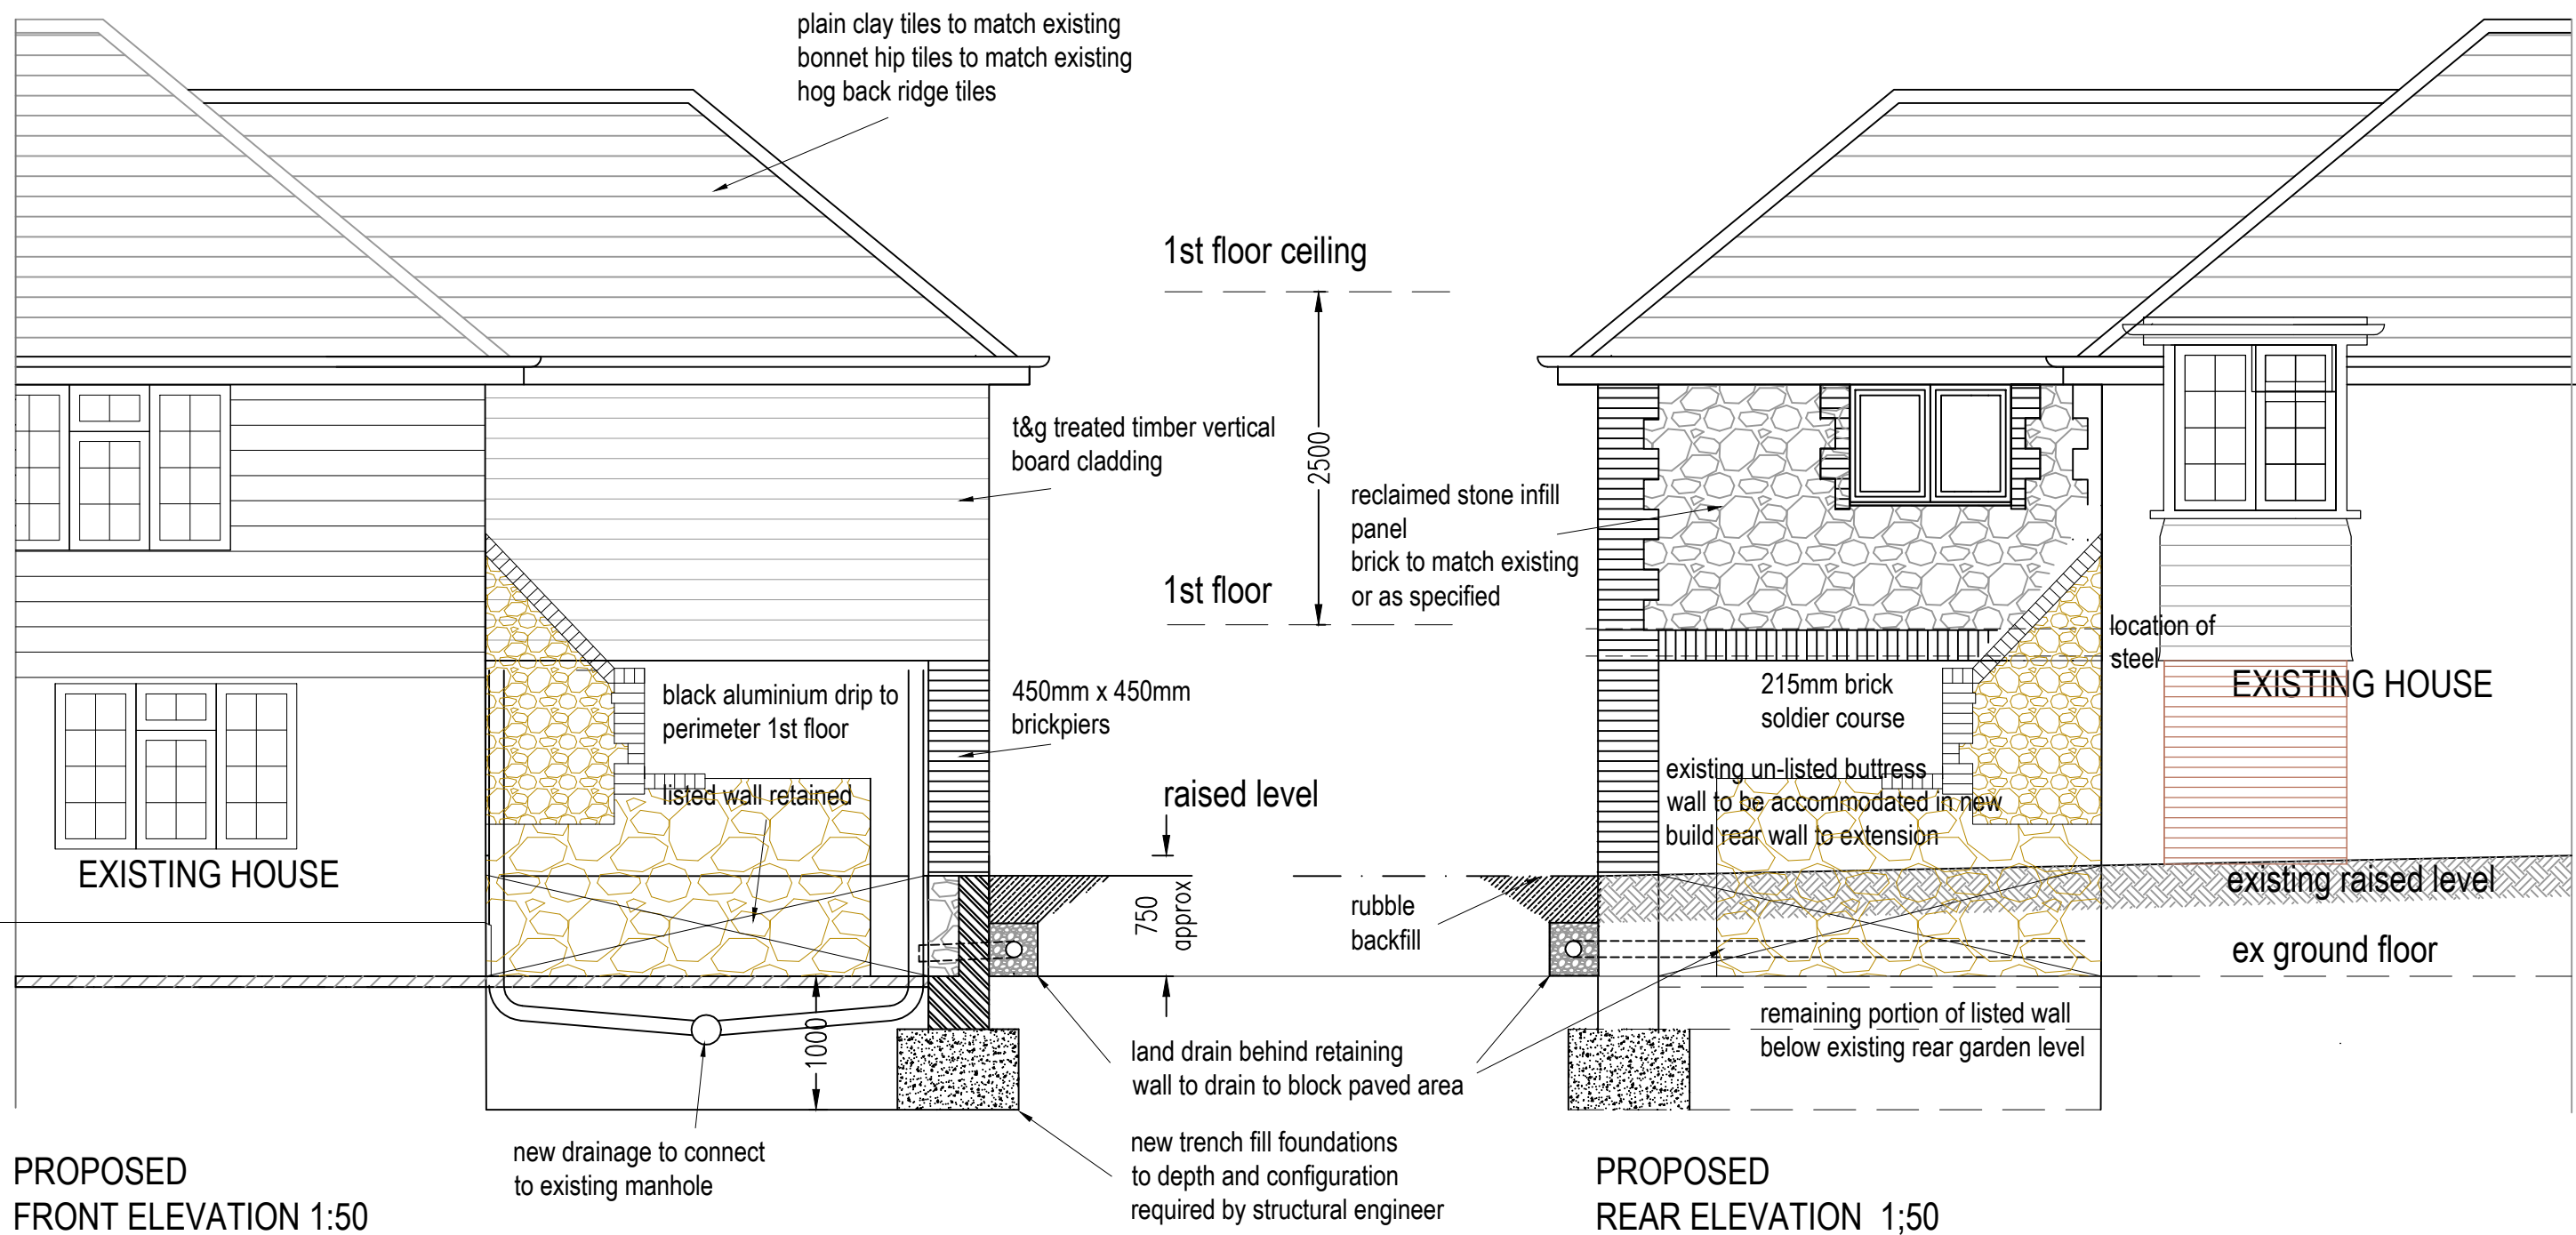 plain clay tiles to match existing
bonnet hip tiles to match existing
hog back ridge tiles
1st floor ceiling
t&g treated timber vertical
board cladding
2500
reclaimed stone infill
panel
brick to match existing
or as specified
1st floor
location of
steel
black aluminium drip to
perimeter 1st floor
450mm x 450mm
brickpiers
215mm brick
soldier course
EXISTING HOUSE
listed wall retained
raised level
existing un-listed buttress
wall to be accommodated in new
build rear wall to extension
EXISTING HOUSE
750
approx
rubble
backfill
existing raised level
ex ground floor
1000
land drain behind retaining
wall to drain to block paved area
remaining portion of listed wall
below existing rear garden level
new drainage to connect
to existing manhole
new trench fill foundations
to depth and configuration
required by structural engineer
PROPOSED
FRONT ELEVATION 1:50
PROPOSED
REAR ELEVATION 1;50